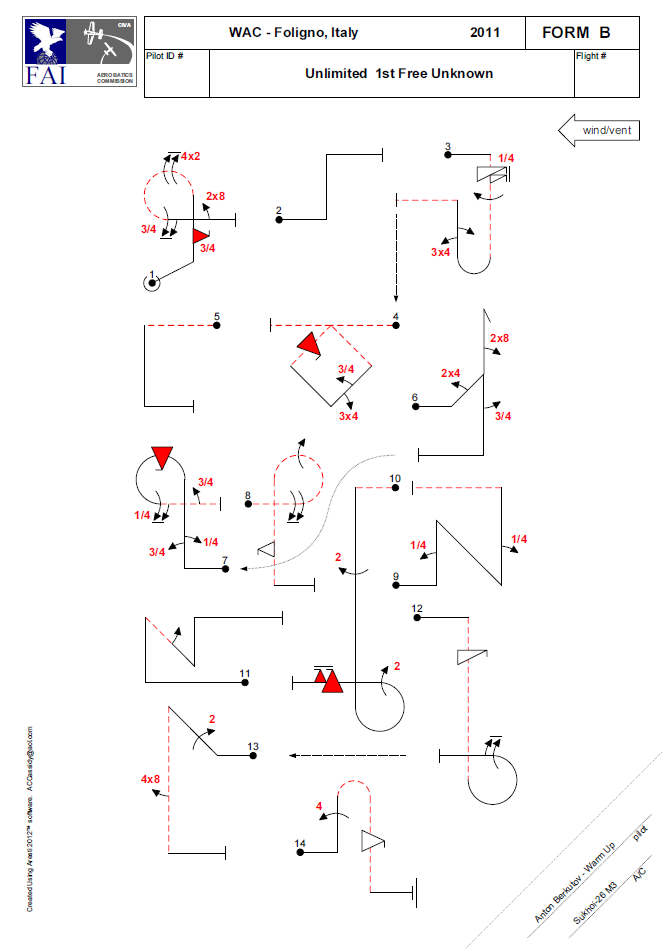 CIVA
FAI
AEROBATICS
COMMISSION
WAC - Foligno, Italy 2011 FORM B
Pilot ID #
Unlimited 1st Free Unknown
Flight #
wind/vent
4x2
2x8
3/4
3/4
1
2
3
1/4
3x4
5
4
3/4
3x4
2x8
2x4
6
3/4
3/4
1/4
3/4
1/4
7
8
10
2
1/4
1/4
9
12
11
2
2
13
4x8
4
14
Created Using Aresti 2012™ software. ACCassidy@aol.com
Anton Berkutov - Warm Up pilot
Sukhoi-26 M3 A/C